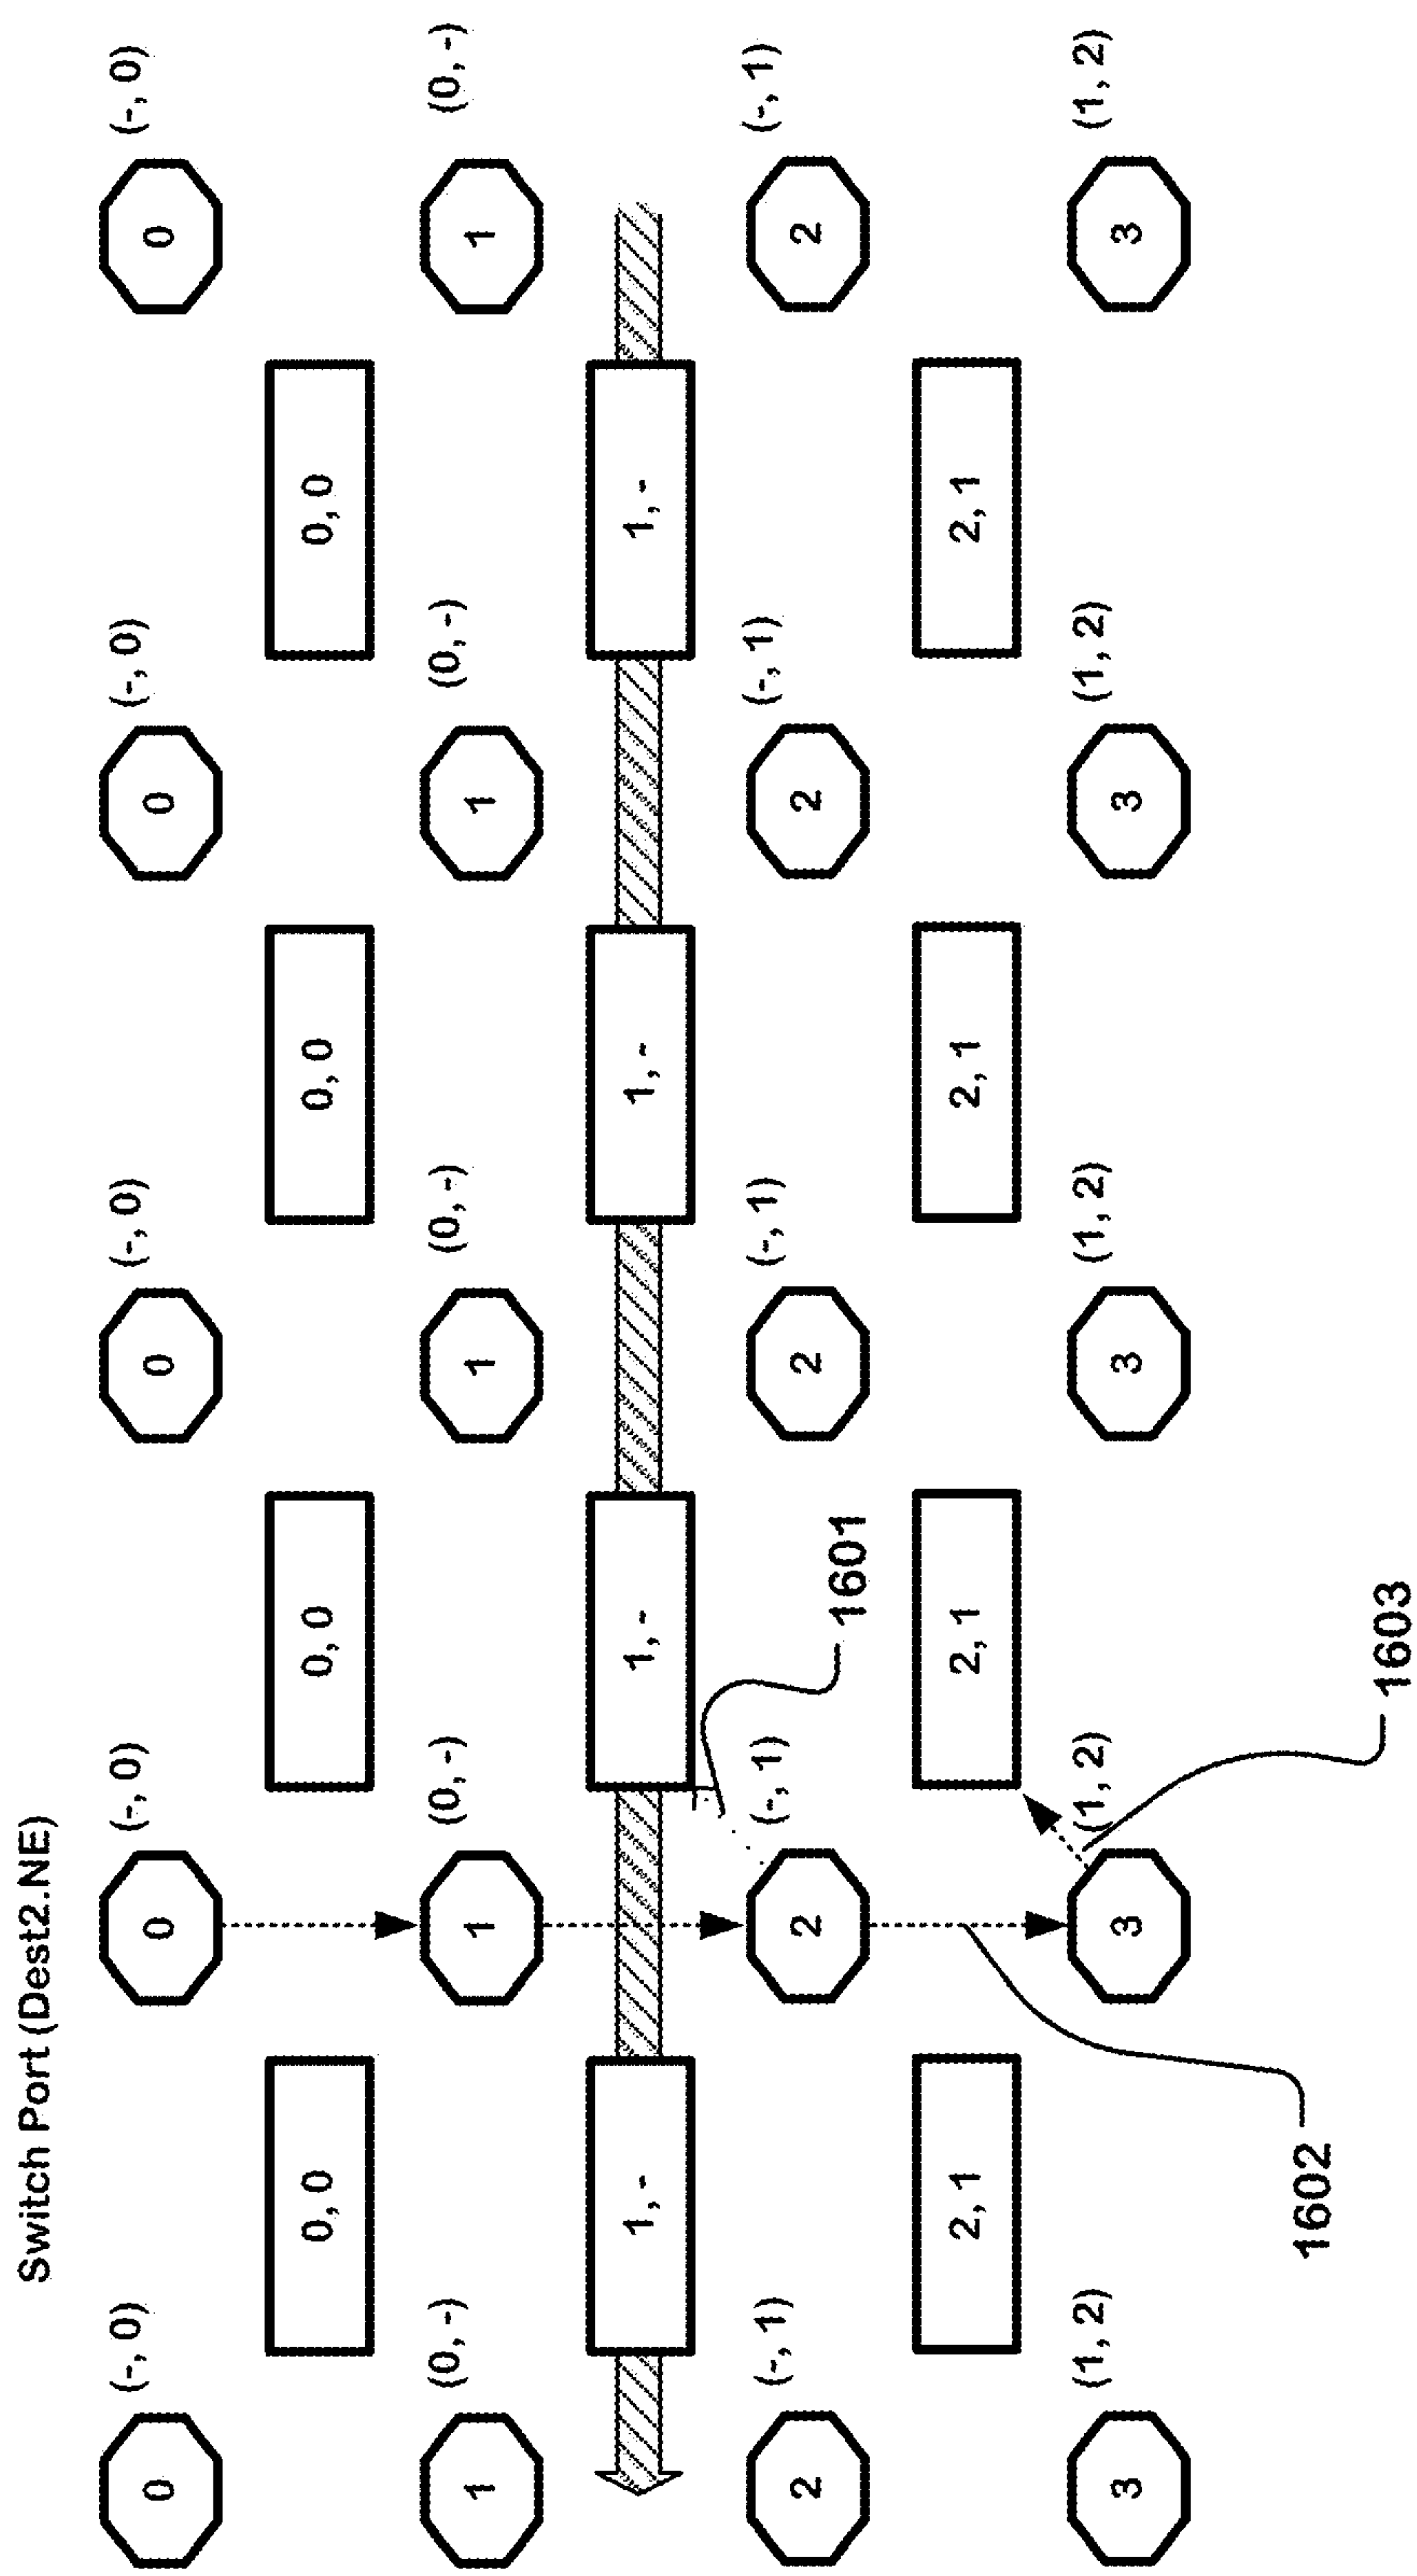 Switch Port (Dest2.NE)
0 (-, 0) 0 (-, 0) 0 (-, 0) 0 (-, 0) 0 (-, 0)
0, 0 0, 0 0, 0 0, 0
1 (0, -) 1 (0, -) 1 (0, -) 1 (0, -) 1 (0, -)
1, - 1, - 1, - 1, -
2 (-, 1) 2 (-, 1) 2 (-, 1) 2 (-, 1) 2 (-, 1)
1601
2, 1 2, 1 2, 1 2, 1
3 (1, 2) 3 (1, 2) 3 (1, 2) 3 (1, 2) 3 (1, 2)
1602
1603